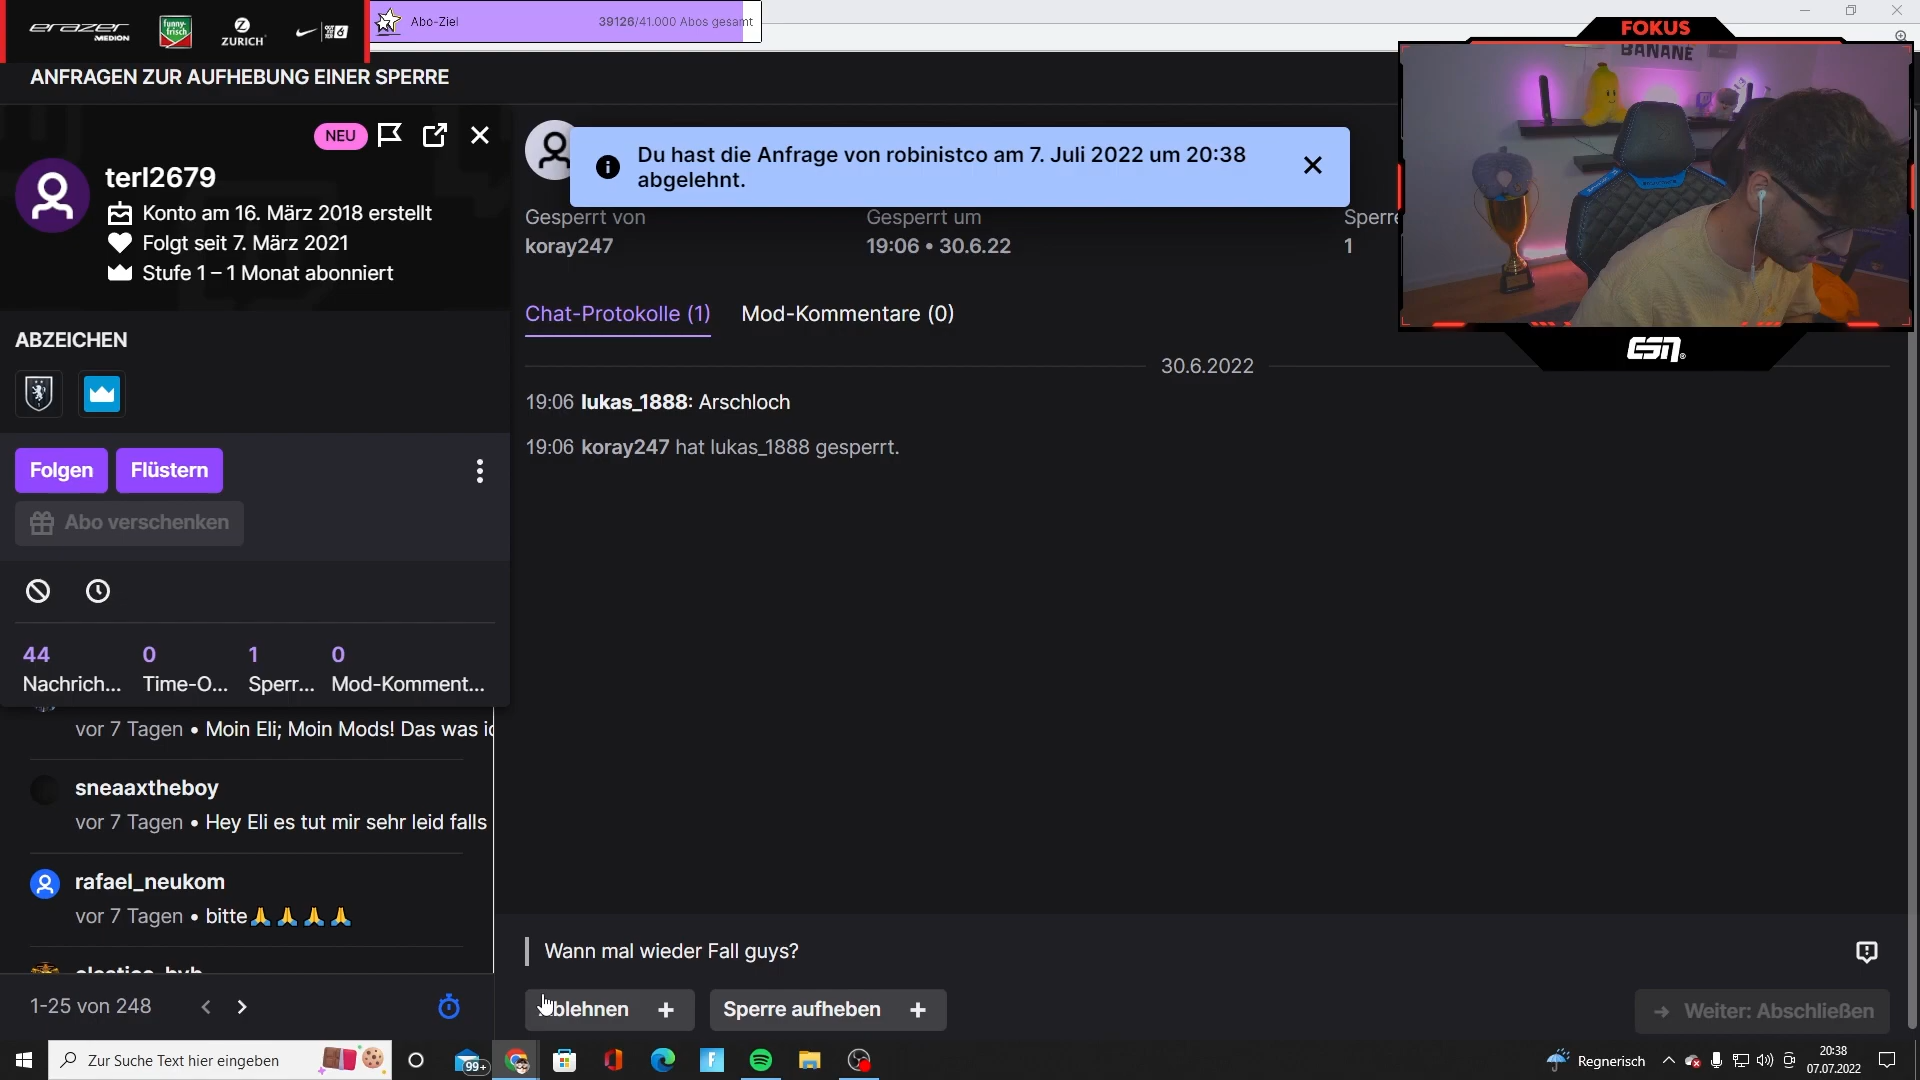 erazer
MEDION
funny-frisch
ZURICH
Abo-Ziel
39126/41.000 Abos gesamt
FOKUS
BANANE
ESN
ANFRAGEN ZUR AUFHEBUNG EINER SPERRE
NEU
terl2679
Konto am 16. März 2018 erstellt
Folgt seit 7. März 2021
Stufe 1 – 1 Monat abonniert
ABZEICHEN
Folgen
Flüstern
Abo verschenken
44
0
1
0
Nachrich...
Time-O...
Sperr...
Mod-Komment...
vor 7 Tagen • Moin Eli; Moin Mods! Das was
sneaaxtheboy
vor 7 Tagen • Hey Eli es tut mir sehr leid falls
rafael_neukom
vor 7 Tagen • bitte🙏🙏🙏🙏
1-25 von 248
Du hast die Anfrage von robinistco am 7. Juli 2022 um 20:38
abgelehnt.
Gesperrt von
koray247
Gesperrt um
19:06 • 30.6.22
Sperre
1
Chat-Protokolle (1)
Mod-Kommentare (0)
30.6.2022
19:06 lukas_1888: Arschloch
19:06 koray247 hat lukas_1888 gesperrt.
Wann mal wieder Fall guys?
blehnen
Sperre aufheben
Weiter: Abschließen
Zur Suche Text hier eingeben
99+
Regnerisch
20:38
07.07.2022